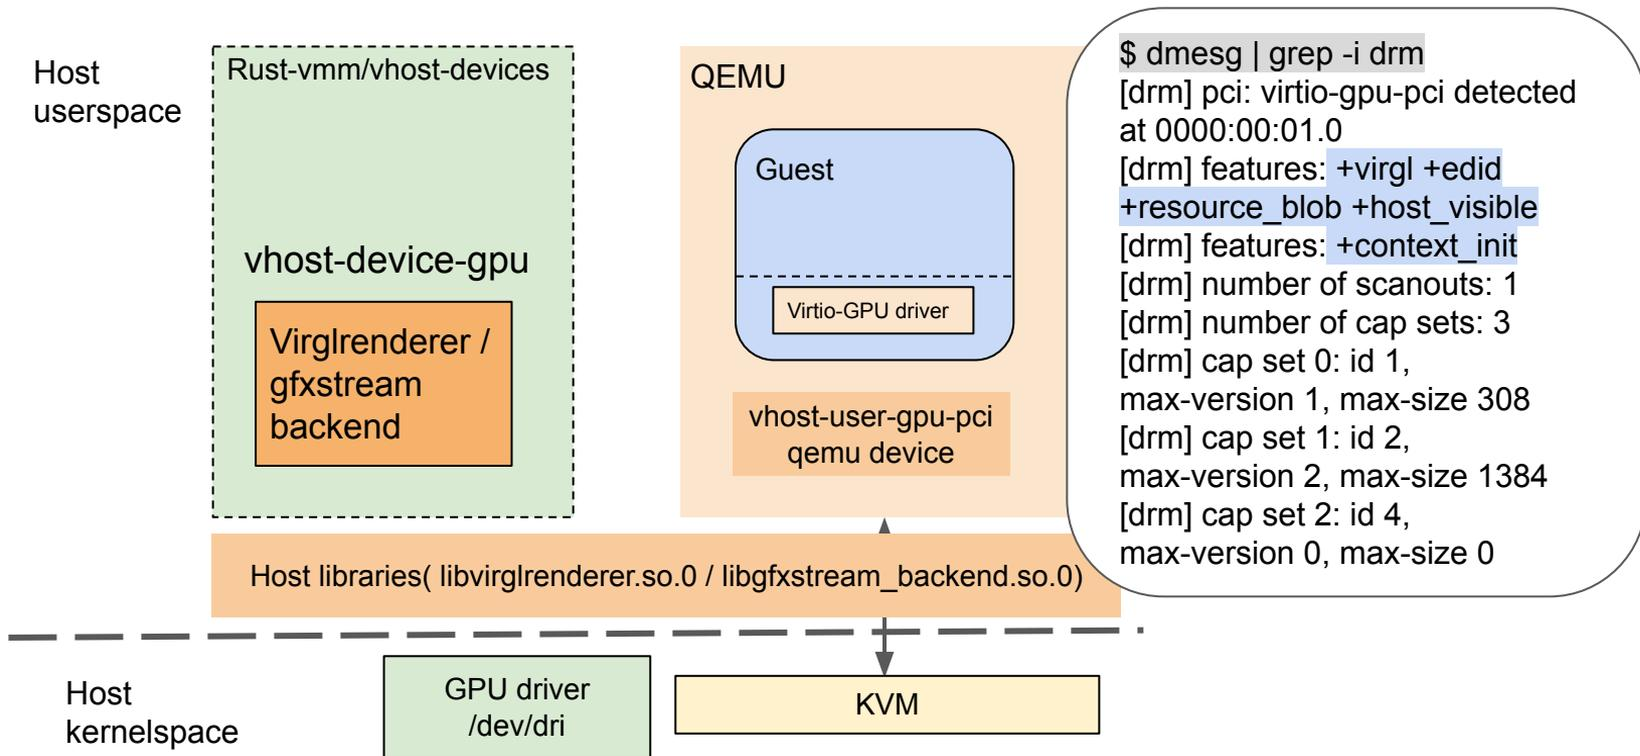 Host
userspace
Rust-vmm/vhost-devices
vhost-device-gpu
Virglrenderer /
gfxstream
backend
QEMU
Guest
Virtio-GPU driver
vhost-user-gpu-pci
qemu device
$ dmesg | grep -i drm
[drm] pci: virtio-gpu-pci detected
at 0000:00:01.0
[drm] features: +virgl +edid
+resource_blob +host_visible
[drm] features: +context_init
[drm] number of scanouts: 1
[drm] number of cap sets: 3
[drm] cap set 0: id 1,
max-version 1, max-size 308
[drm] cap set 1: id 2,
max-version 2, max-size 1384
[drm] cap set 2: id 4,
max-version 0, max-size 0
Host libraries( libvirglrenderer.so.0 / libgfxstream_backend.so.0)
Host
kernelspace
GPU driver
/dev/dri
KVM